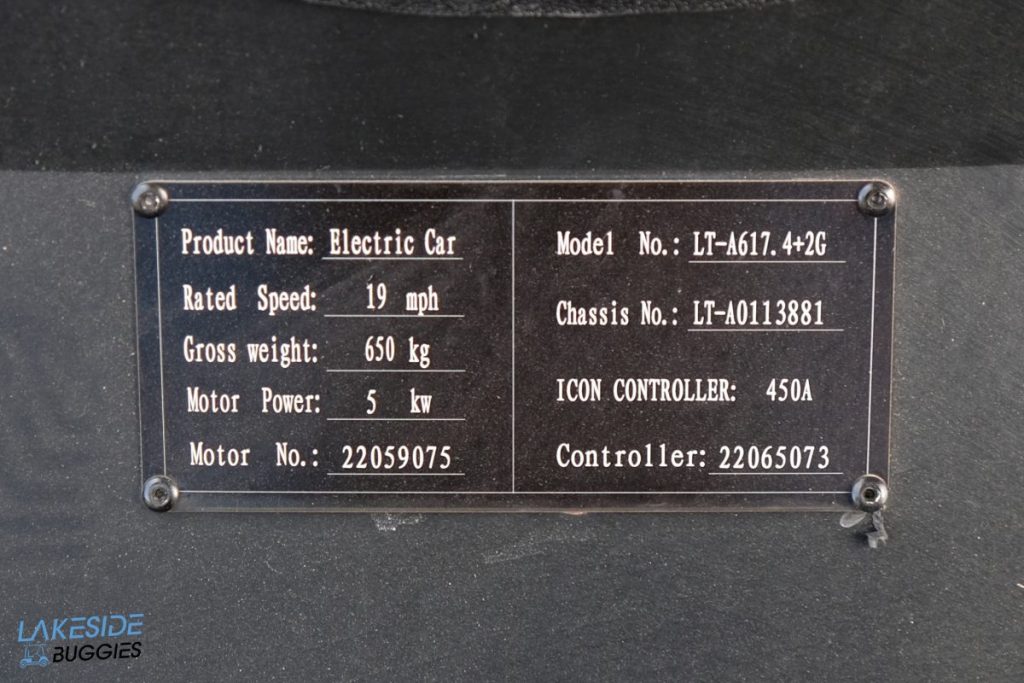 Product Name: Electric Car
Rated Speed: 19 mph
Gross weight: 650 kg
Motor Power: 5 kw
Motor No.: 22059075
Model No.: LT-A617.4+2G
Chassis No.: LT-A0113881
ICON CONTROLLER: 450A
Controller: 22065073
LAKESIDE
BUGGIES